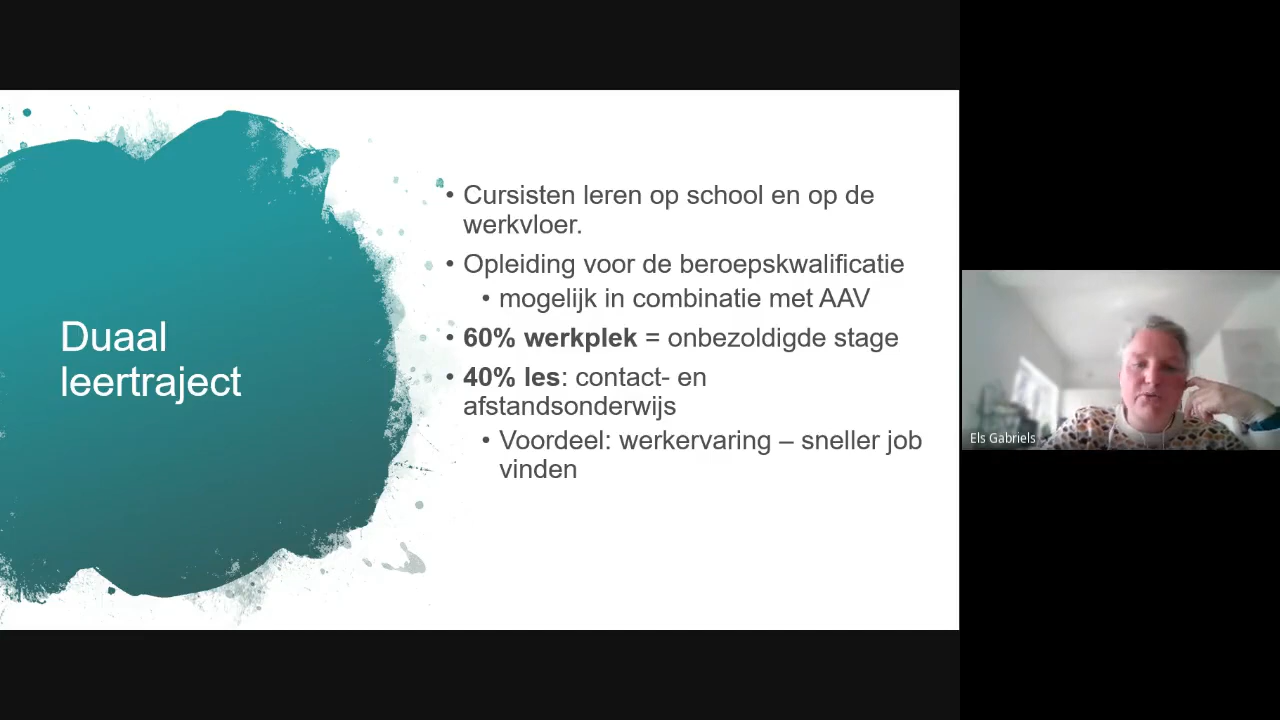 Duaal
leertraject
• Cursisten leren op school en op de
werkvloer.
• Opleiding voor de beroepskwalificatie
• mogelijk in combinatie met AAV
• 60% werkplek = onbezoldigde stage
• 40% les: contact- en
afstandsonderwijs
• Voordeel: werkervaring – sneller job
vinden
Els Gabriels